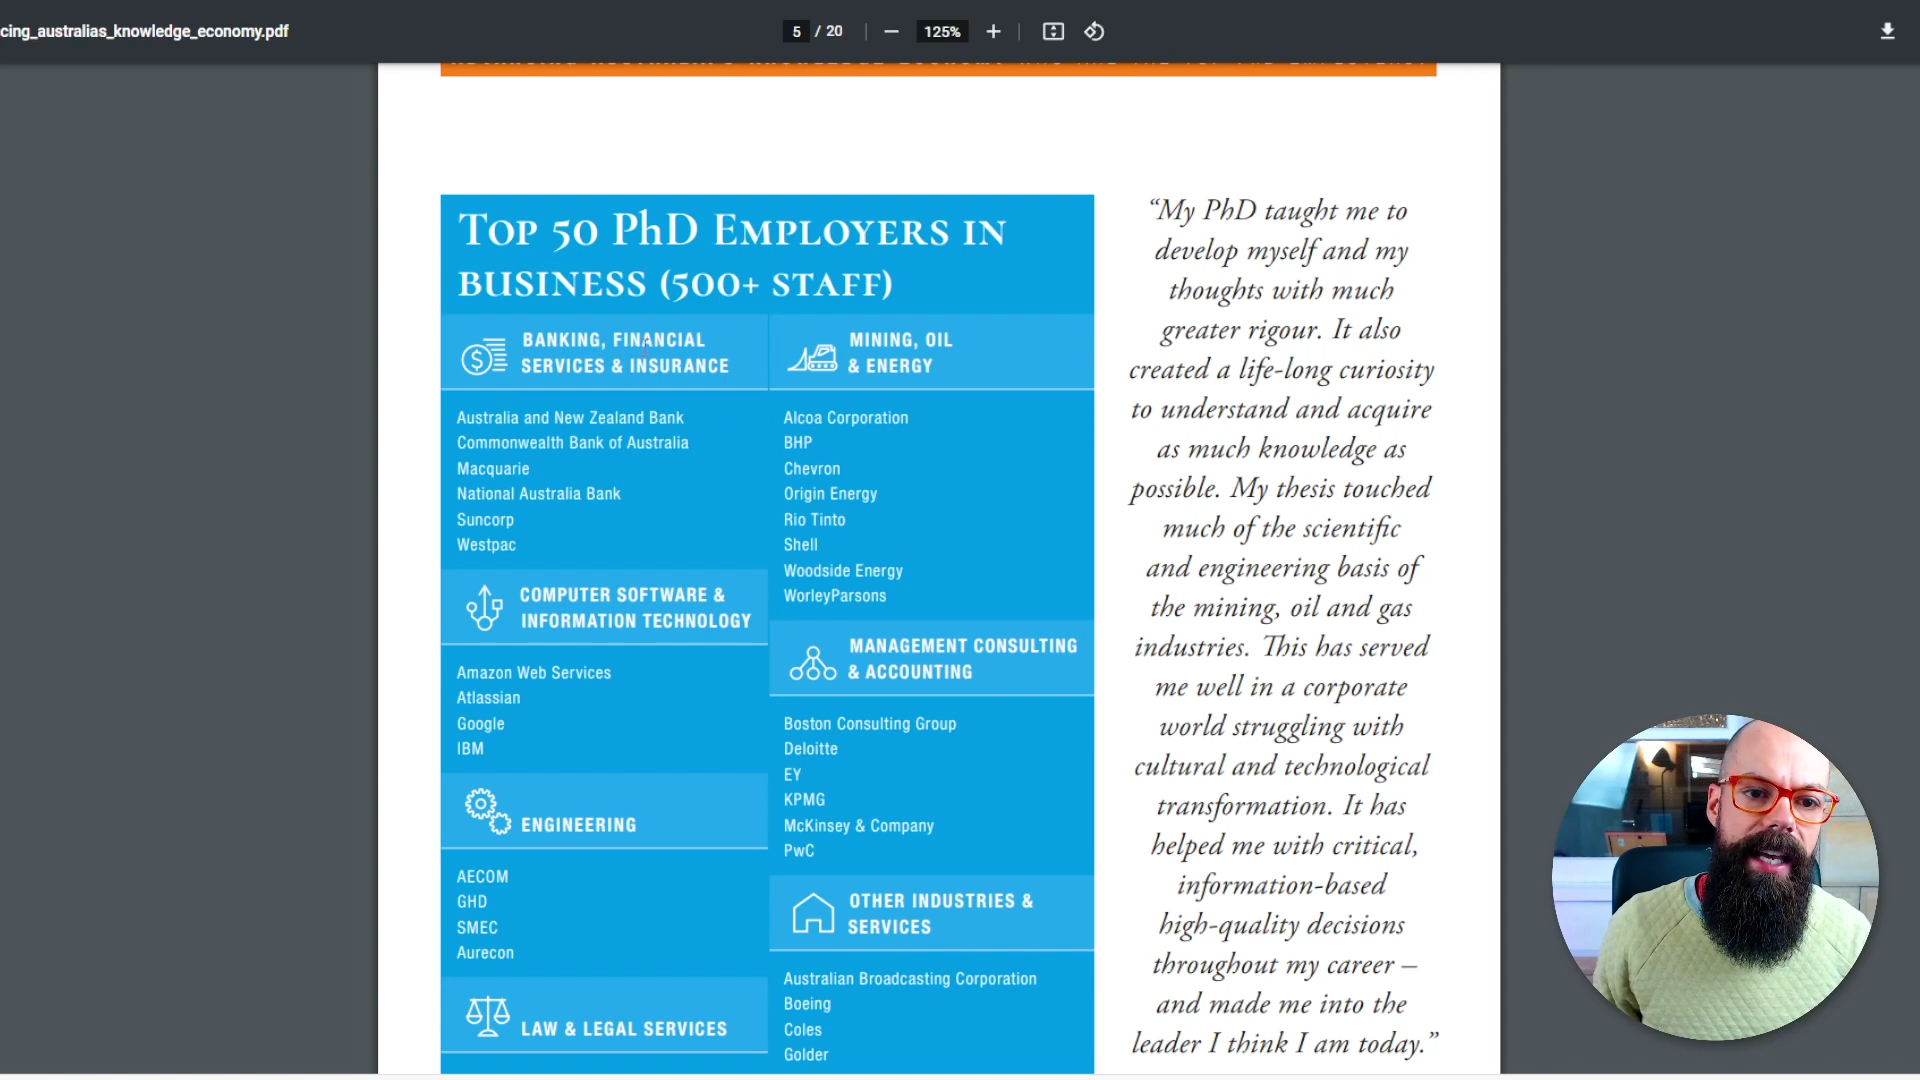 cing_australias_knowledge_economy.pdf
5 / 20
125%
TOP 50 PHD EMPLOYERS IN
BUSINESS (500+ STAFF)
BANKING, FINANCIAL
SERVICES & INSURANCE
Australia and New Zealand Bank
Commonwealth Bank of Australia
Macquarie
National Australia Bank
Suncorp
Westpac
COMPUTER SOFTWARE &
INFORMATION TECHNOLOGY
Amazon Web Services
Atlassian
Google
IBM
ENGINEERING
AECOM
GHD
SMEC
Aurecon
LAW & LEGAL SERVICES
MINING, OIL
& ENERGY
Alcoa Corporation
BHP
Chevron
Origin Energy
Rio Tinto
Shell
Woodside Energy
WorleyParsons
MANAGEMENT CONSULTING
& ACCOUNTING
Boston Consulting Group
Deloitte
EY
KPMG
McKinsey & Company
PwC
OTHER INDUSTRIES &
SERVICES
Australian Broadcasting Corporation
Boeing
Coles
Golder
“My PhD taught me to
develop myself and my
thoughts with much
greater rigour. It also
created a life-long curiosity
to understand and acquire
as much knowledge as
possible. My thesis touched
much of the scientific
and engineering basis of
the mining, oil and gas
industries. This has served
me well in a corporate
world struggling with
cultural and technological
transformation. It has
helped me with critical,
information-based
high-quality decisions
throughout my career –
and made me into the
leader I think I am today.”